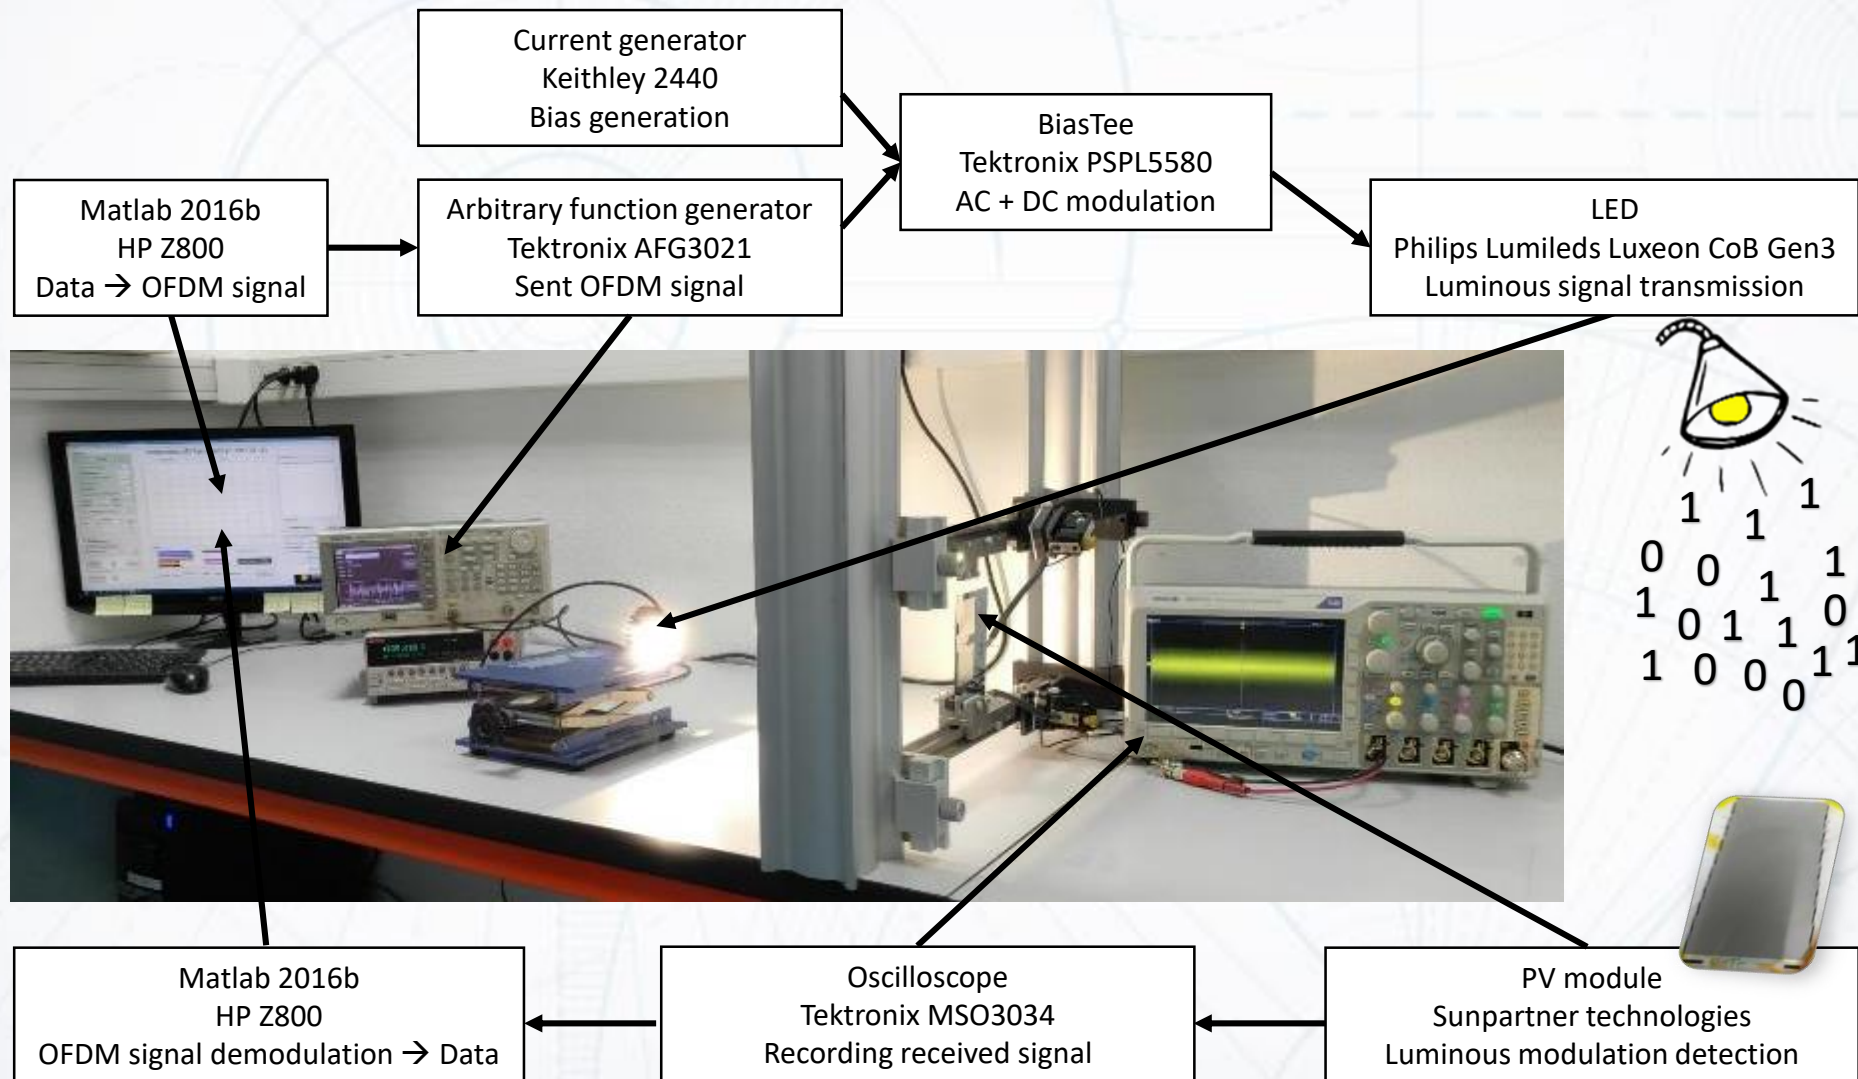 Current generator
Keithley 2440
Bias generation
BiasTee
Tektronix PSPL5580
AC + DC modulation
Matlab 2016b
HP Z800
Data → OFDM signal
Arbitrary function generator
Tektronix AFG3021
Sent OFDM signal
LED
Philips Lumileds Luxeon CoB Gen3
Luminous signal transmission
1 1 1
0 0 1 1
1 0 1 1 0
1 0 0 0 1 1
Matlab 2016b
HP Z800
OFDM signal demodulation → Data
Oscilloscope
Tektronix MSO3034
Recording received signal
PV module
Sunpartner technologies
Luminous modulation detection